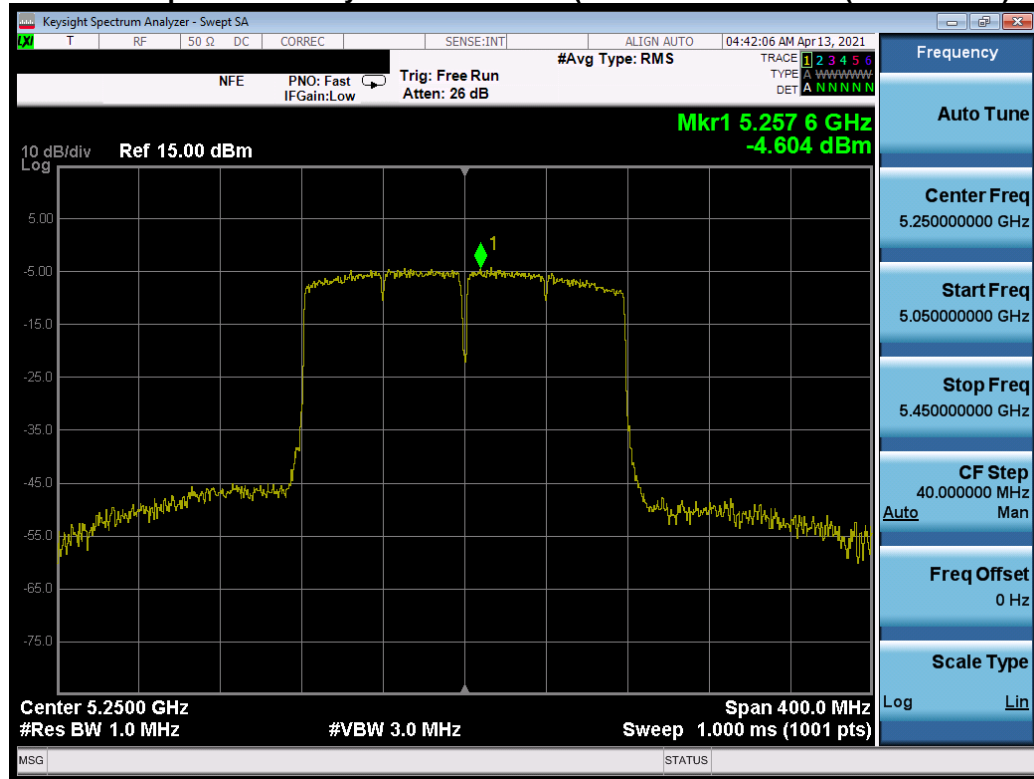 Keysight Spectrum Analyzer - Swept SA
LXI T RF 50 Ω DC CORREC SENSE:INT ALIGN AUTO 04:42:06 AM Apr 13, 2021
NFE PNO: Fast Trig: Free Run #Avg Type: RMS TRACE 1 2 3 4 5 6
IFGain:Low Atten: 26 dB TYPE A WWWWW
DET A N N N N N
Mkr1 5.257 6 GHz
-4.604 dBm
10 dB/div Ref 15.00 dBm
Log
1
5.00
-5.00
-15.0
-25.0
-35.0
-45.0
-55.0
-65.0
-75.0
Center 5.2500 GHz Span 400.0 MHz
#Res BW 1.0 MHz #VBW 3.0 MHz Sweep 1.000 ms (1001 pts)
MSG STATUS
Frequency
Auto Tune
Center Freq
5.250000000 GHz
Start Freq
5.050000000 GHz
Stop Freq
5.450000000 GHz
CF Step
40.000000 MHz
Auto Man
Freq Offset
0 Hz
Scale Type
Log Lin